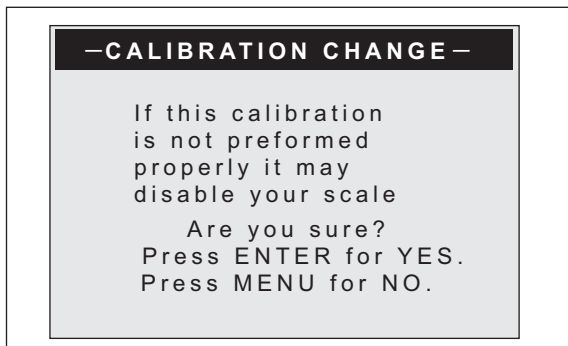 —CALIBRATION CHANGE—
If this calibration
is not preformed
properly it may
disable your scale
Are you sure?
Press ENTER for YES.
Press MENU for NO.